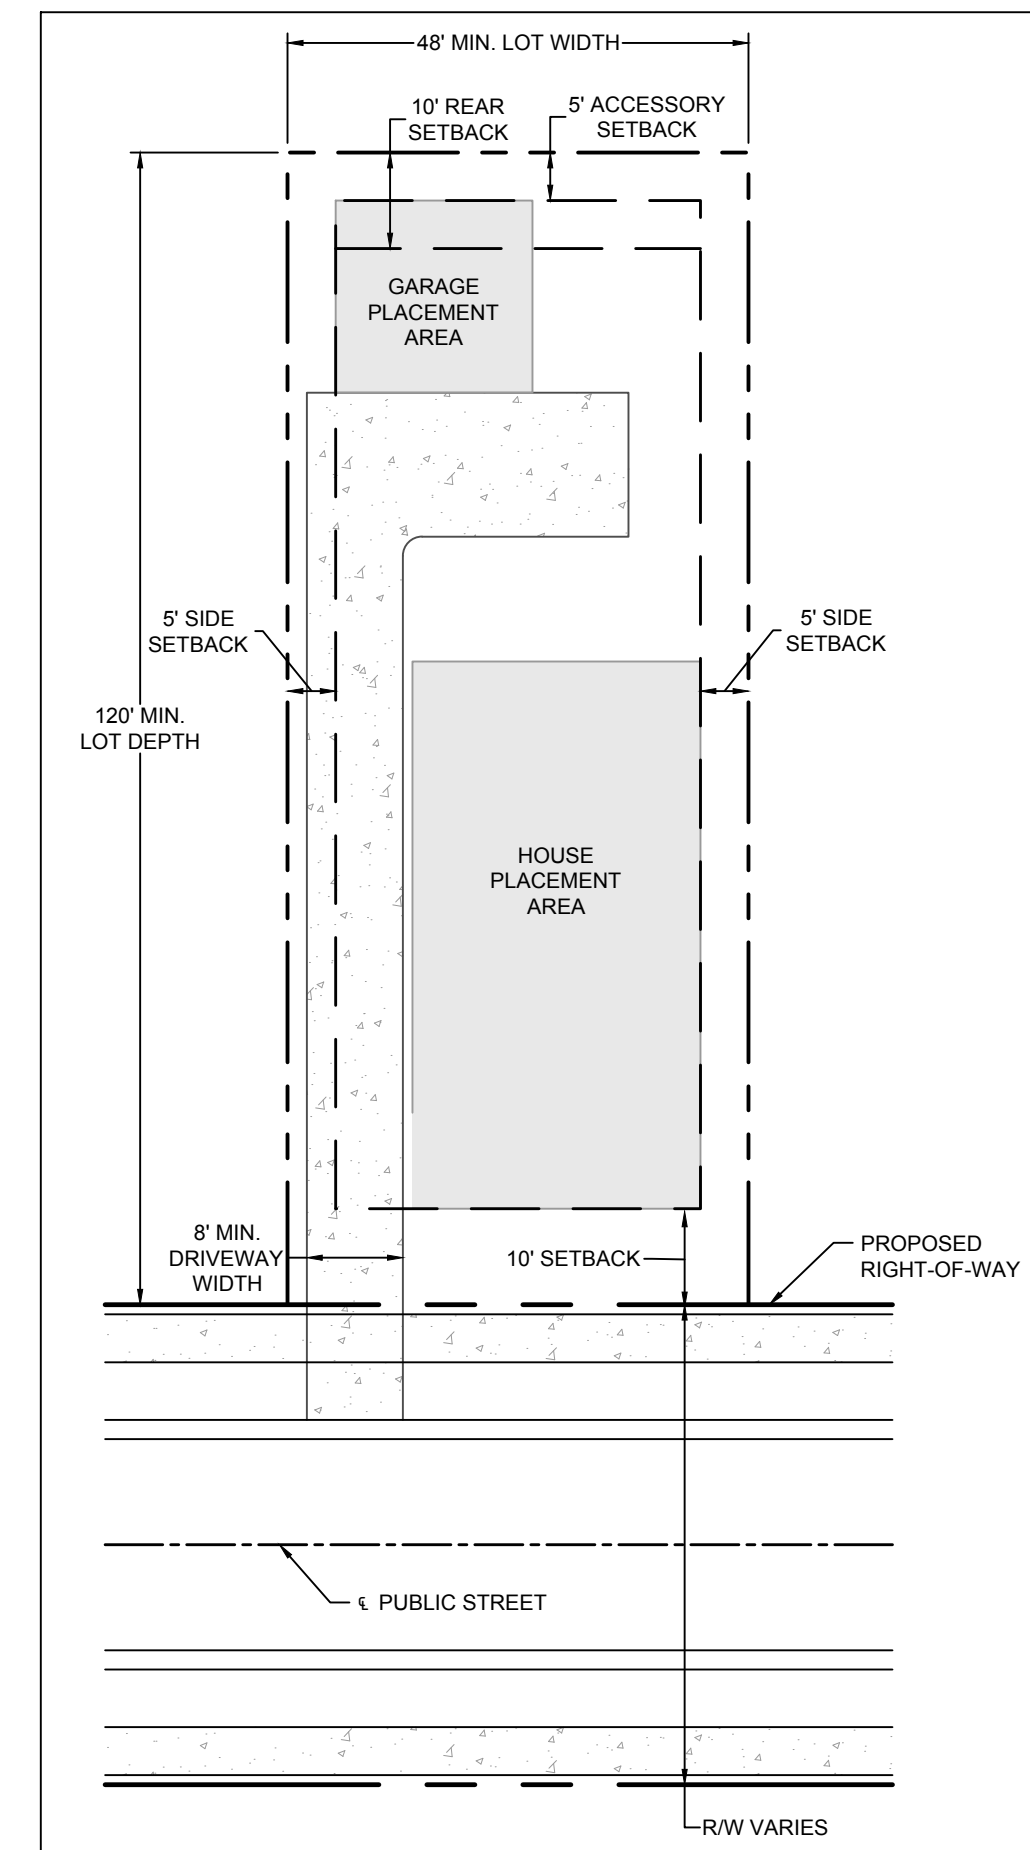 48' MIN. LOT WIDTH
10' REAR
SETBACK
5' ACCESSORY
SETBACK
GARAGE
PLACEMENT
AREA
5' SIDE
SETBACK
5' SIDE
SETBACK
120' MIN.
LOT DEPTH
HOUSE
PLACEMENT
AREA
8' MIN.
DRIVEWAY
WIDTH
10' SETBACK
PROPOSED
RIGHT-OF-WAY
℄ PUBLIC STREET
R/W VARIES